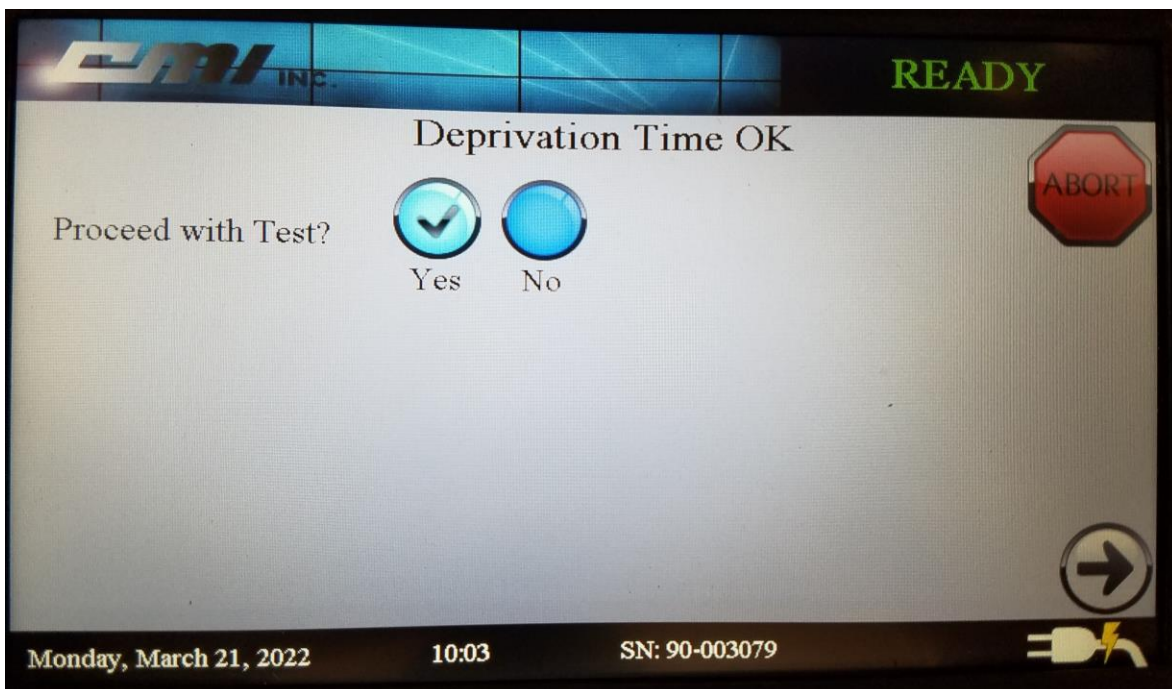 CMI INC.
READY
Deprivation Time OK
ABORT
Proceed with Test?
Yes No
Monday, March 21, 2022 10:03 SN: 90-003079